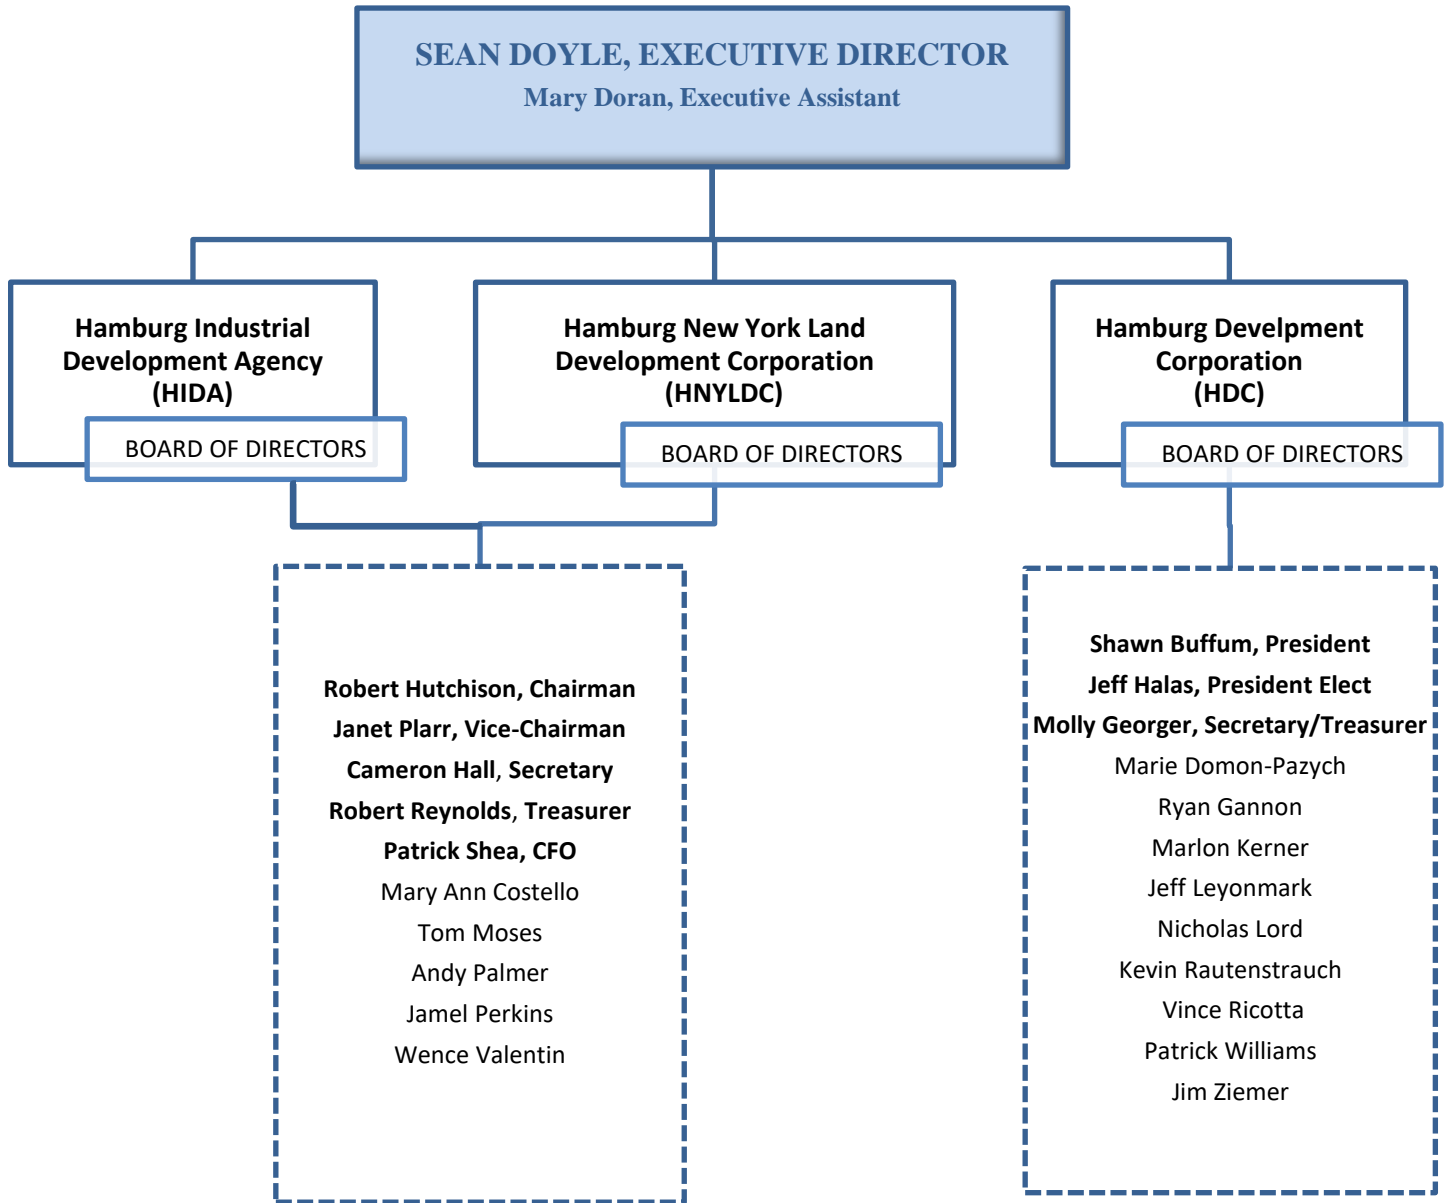 SEAN DOYLE, EXECUTIVE DIRECTOR
Mary Doran, Executive Assistant
Hamburg Industrial
Development Agency
(HIDA)
BOARD OF DIRECTORS
Hamburg New York Land
Development Corporation
(HNYLDC)
BOARD OF DIRECTORS
Hamburg Develpment
Corporation
(HDC)
BOARD OF DIRECTORS
Robert Hutchison, Chairman
Janet Plarr, Vice-Chairman
Cameron Hall, Secretary
Robert Reynolds, Treasurer
Patrick Shea, CFO
Mary Ann Costello
Tom Moses
Andy Palmer
Jamel Perkins
Wence Valentin
Shawn Buffum, President
Jeff Halas, President Elect
Molly Georger, Secretary/Treasurer
Marie Domon-Pazych
Ryan Gannon
Marlon Kerner
Jeff Leyonmark
Nicholas Lord
Kevin Rautenstrauch
Vince Ricotta
Patrick Williams
Jim Ziemer